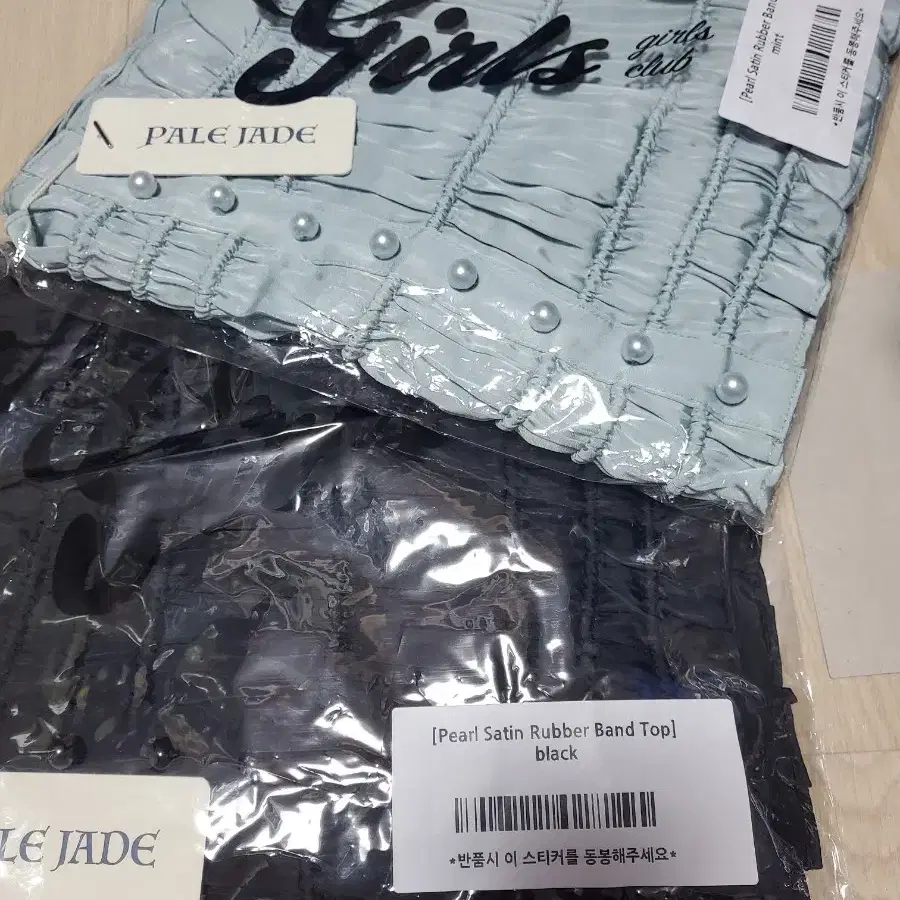 Girls
girls
club
PALE JADE
[Pearl Satin Rubber Band
mint
*반품시 이 스티커를 동봉해주세요*
[Pearl Satin Rubber Band Top]
black
*반품시 이 스티커를 동봉해주세요*
LE JADE